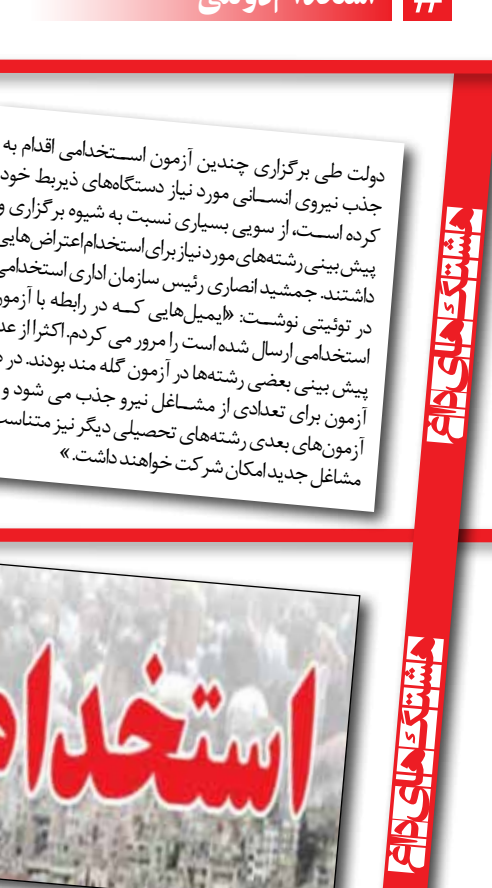 # استخدام دولتی
دولت طی برگزاری چندین آزمون استخدامی اقدام به
جذب نیروی انسانی مورد نیاز دستگاه‌های ذیربط خود
کرده است، از سویی بسیاری نسبت به شیوه برگزاری و
پیش بینی رشته‌های مورد نیاز برای استخدام اعتراض‌هایی
داشتند. جمشید انصاری رئیس سازمان اداری استخدامی
در توئیتی نوشت: «ایمیل‌هایی که در رابطه با آزمون
استخدامی ارسال شده است را مرور می کردم. اکثرا از عد
پیش بینی بعضی رشته‌ها در آزمون گله مند بودند. در
آزمون برای تعدادی از مشاغل نیرو جذب می شود و
آزمون‌های بعدی رشته‌های تحصیلی دیگر نیز متناسب
مشاغل جدید امکان شرکت خواهند داشت.»
هشتگ‌های داغ
استخدام
هشتگ‌های داغ